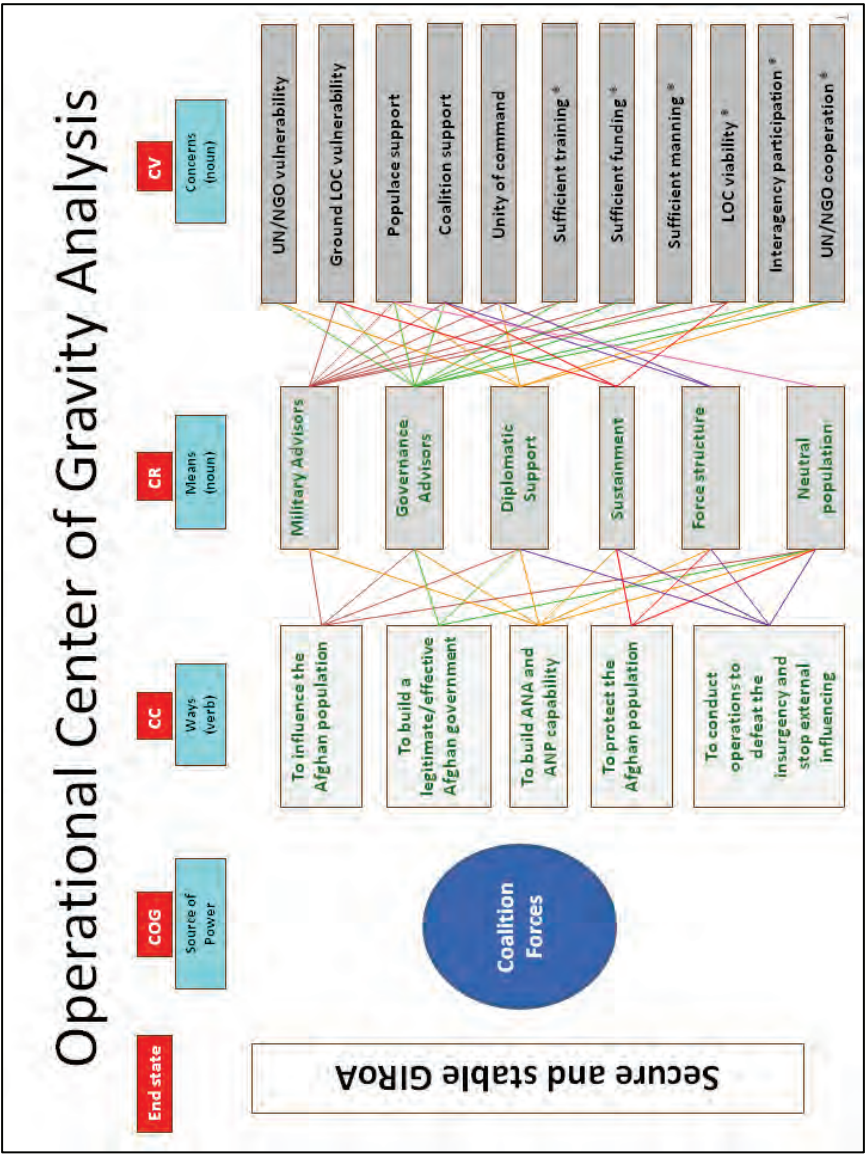 Operational Center of Gravity Analysis
End state
COG
CC
CR
CV
Source of
Power
Ways
(verb)
Means
(noun)
Concerns
(noun)
Secure and stable GIRoA
Coalition
Forces
To influence the
Afghan population
To build a
legitimate/effective
Afghan government
To build ANA and
ANP capability
To protect the
Afghan population
To conduct
operations to
defeat the
insurgency and
stop external
influencing
Military Advisors
Governance
Advisors
Diplomatic
Support
Sustainment
Force structure
Neutral
population
UN/NGO vulnerability
Ground LOC vulnerability
Populace support
Coalition support
Unity of command
Sufficient training *
Sufficient funding *
Sufficient manning *
LOC viability *
Interagency participation *
UN/NGO cooperation *